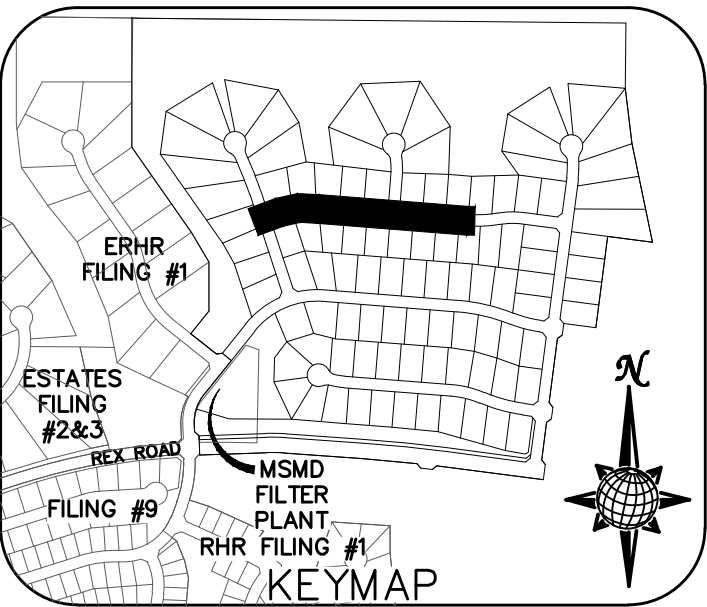 ERHR
FILING #1
N
ESTATES
FILING
#2&3
REX ROAD
MSMD
FILTER
PLANT
FILING #9
RHR FILING #1
KEYMAP